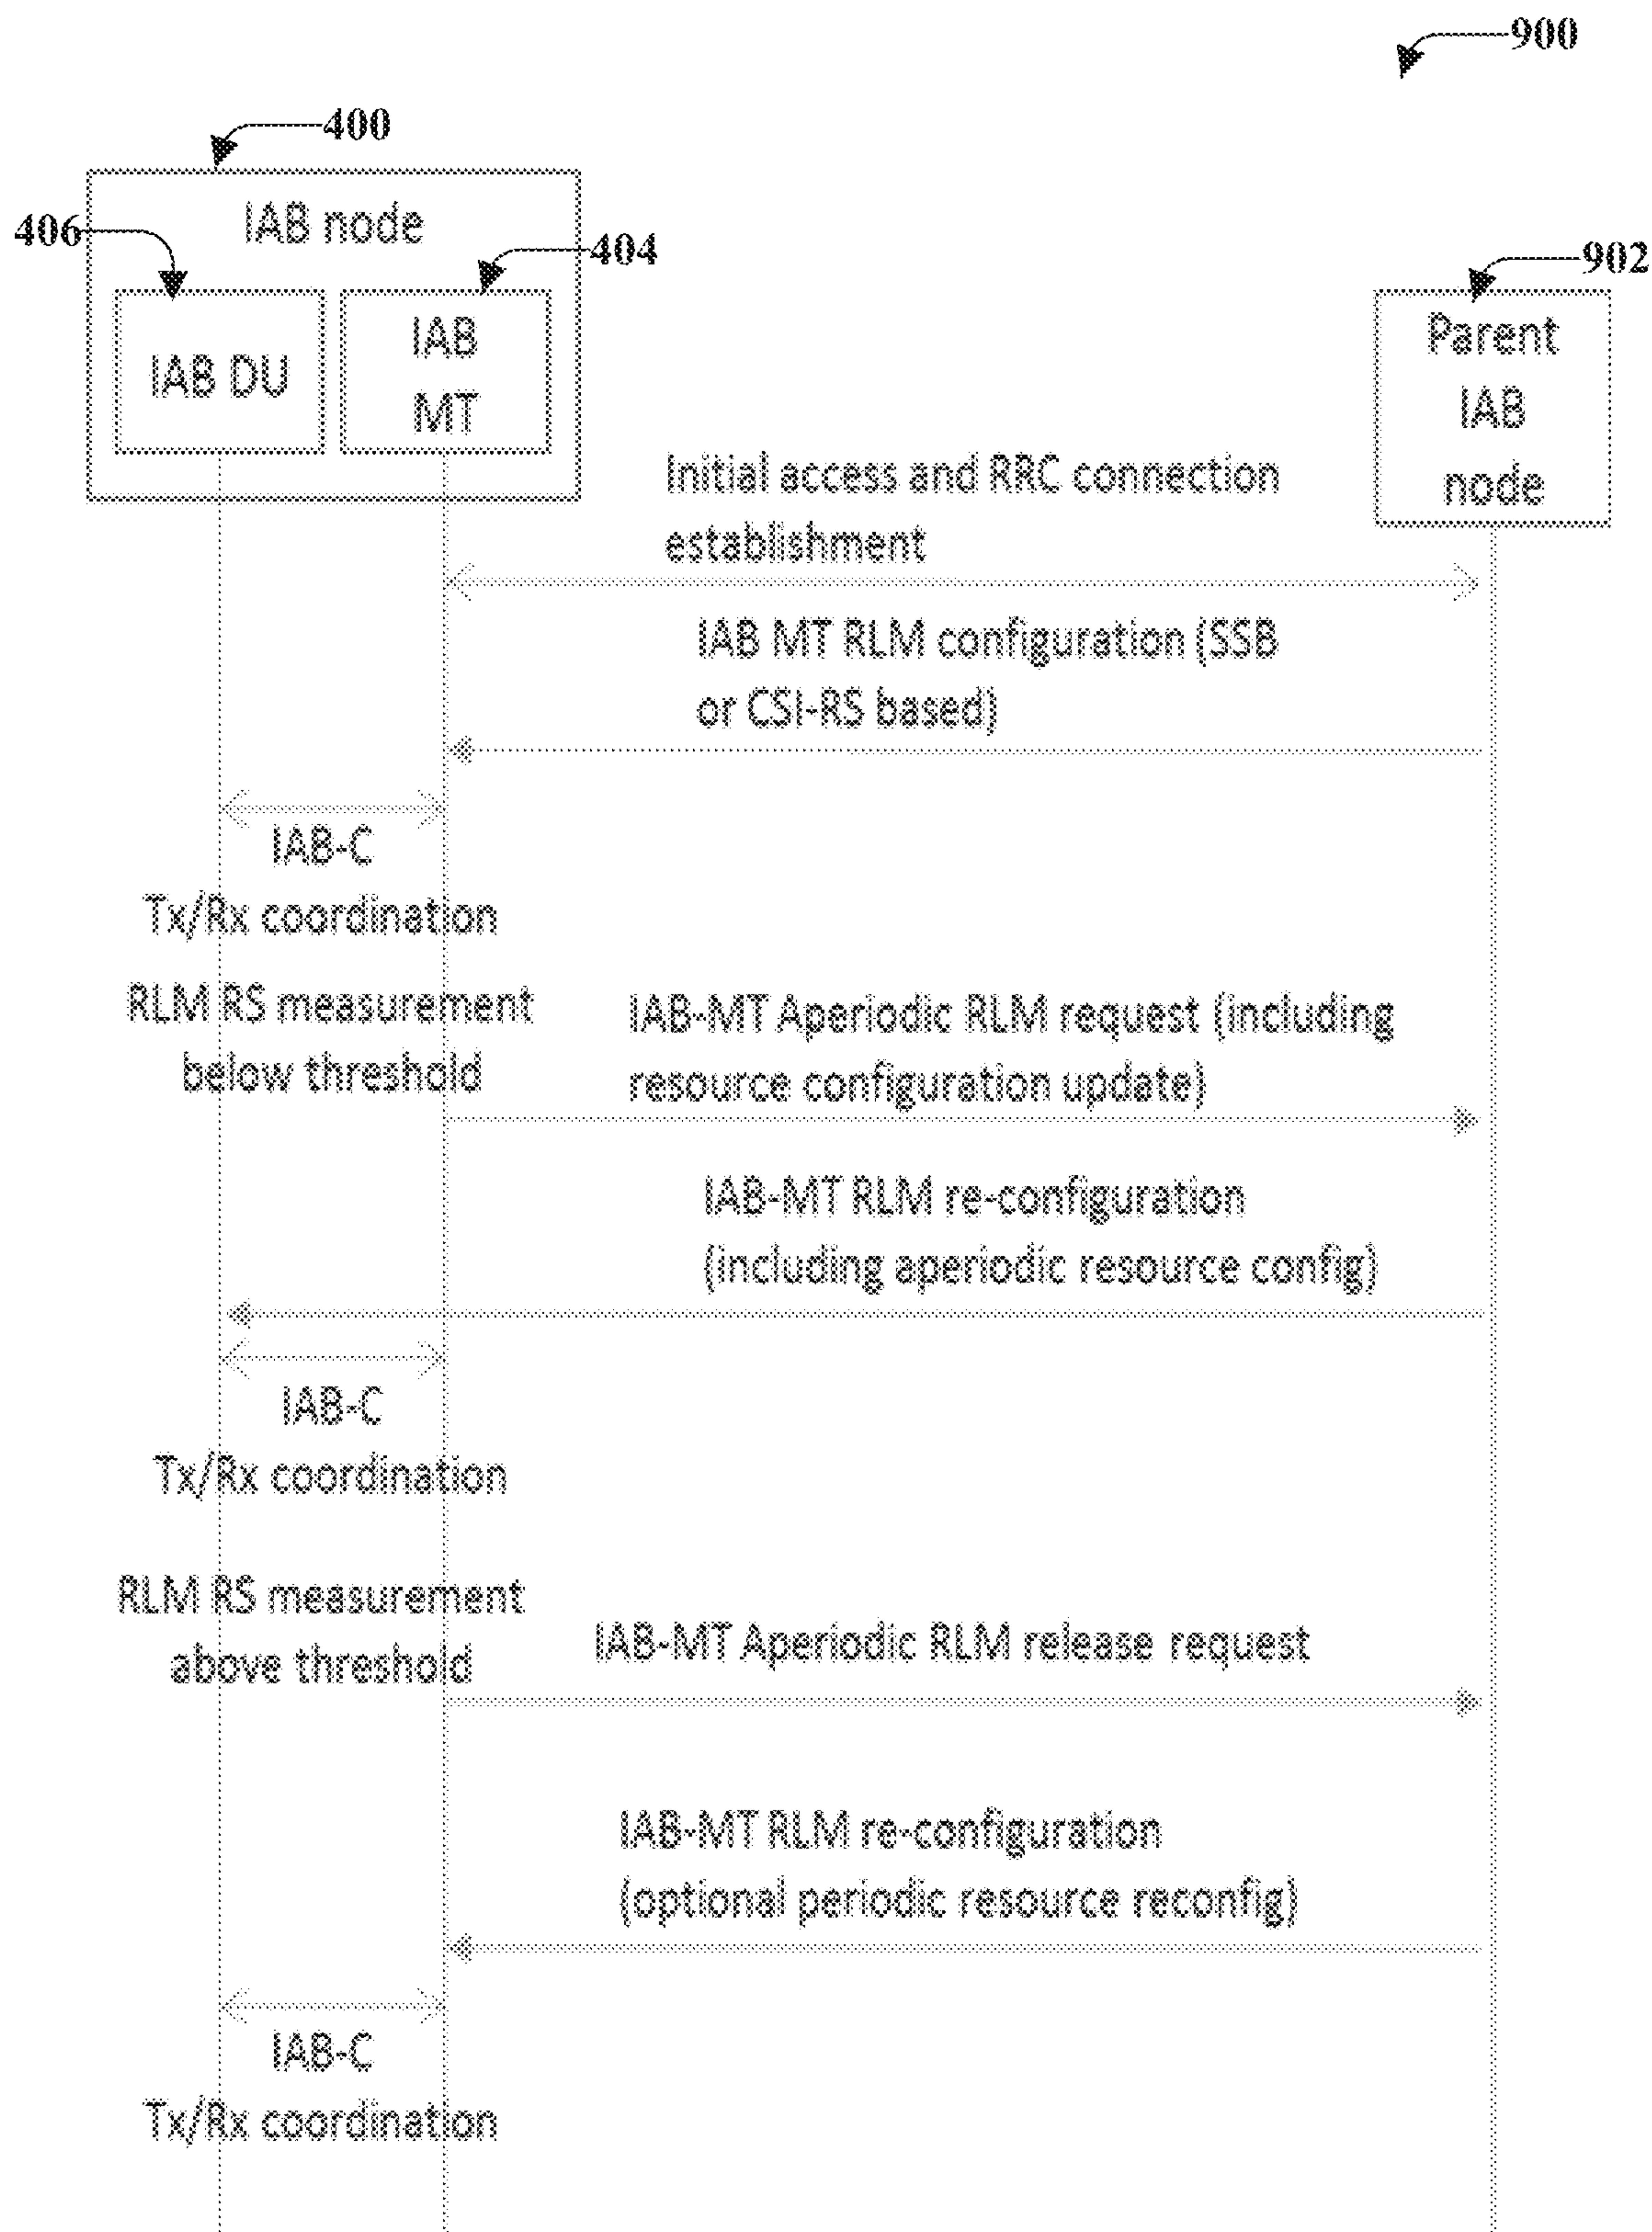 900
400
IAB node
406
404
902
IAB DU
IAB
MT
Parent
IAB
node
Initial access and RRC connection
establishment
IAB MT RLM configuration (SSB
or CSI-RS based)
IAB-C
Tx/Rx coordination
RLM RS measurement
below threshold
IAB-MT Aperiodic RLM request (including
resource configuration update)
IAB-MT RLM re-configuration
(including aperiodic resource config)
IAB-C
Tx/Rx coordination
RLM RS measurement
above threshold
IAB-MT Aperiodic RLM release request
IAB-MT RLM re-configuration
(optional periodic resource reconfig)
IAB-C
Tx/Rx coordination